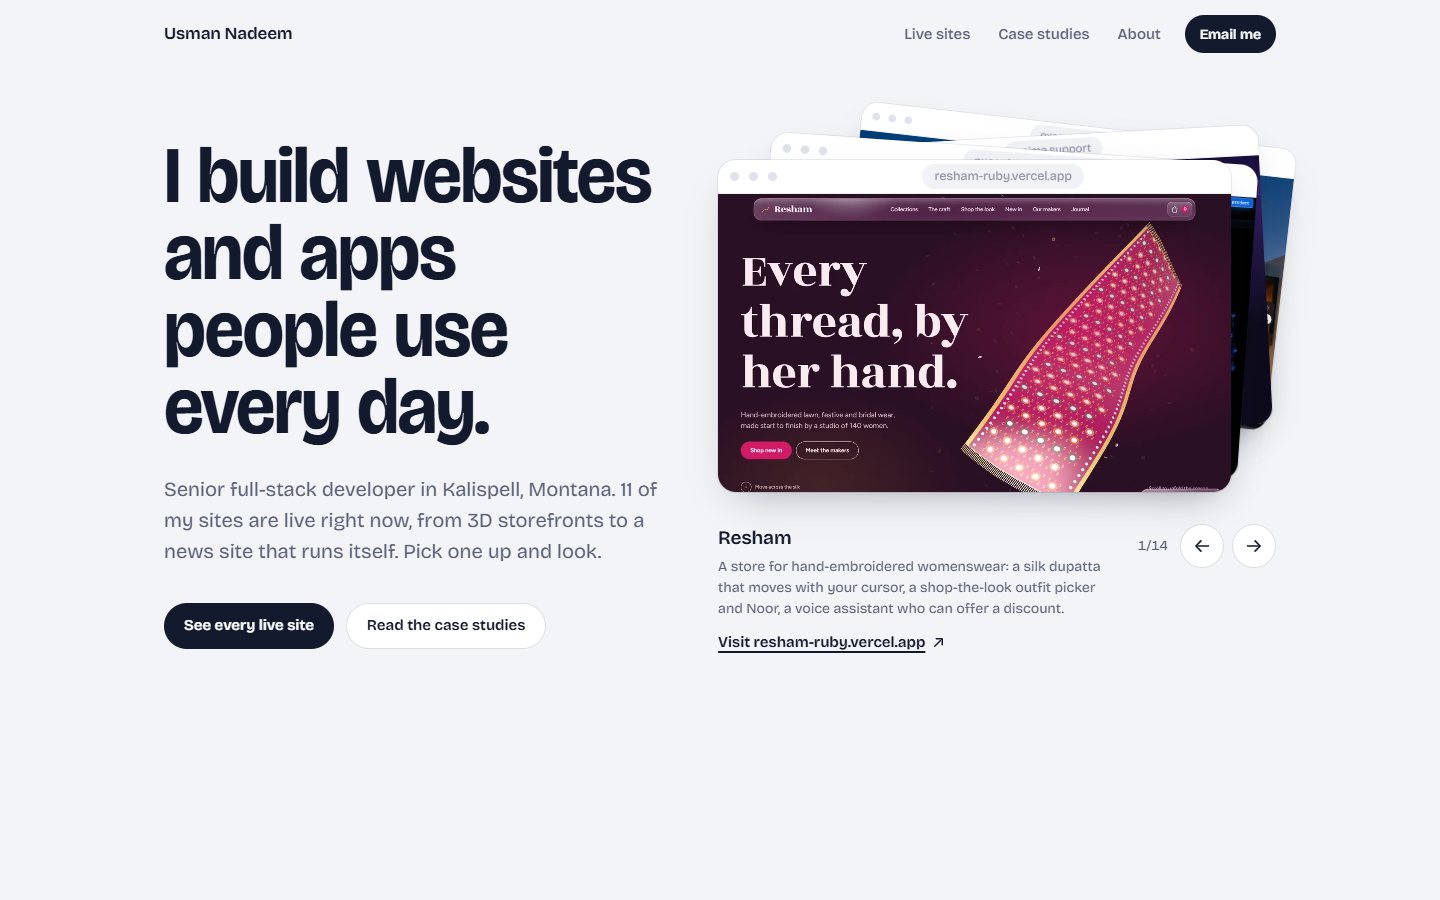 Usman Nadeem
Live sites
Case studies
About
Email me
I build websites
and apps
people use
every day.
Senior full-stack developer in Kalispell, Montana. 11 of
my sites are live right now, from 3D storefronts to a
news site that runs itself. Pick one up and look.
See every live site
Read the case studies
support
resham-ruby.vercel.app
Resham
Collections
The craft
Shop the look
New in
Our makers
Journal
Every
thread, by
her hand.
Hand-embroidered lawn, festive and bridal wear,
made start to finish by a studio of 140 women.
Shop new in
Meet the makers
Move across the silk
Resham
1/14
A store for hand-embroidered womenswear: a silk dupatta
that moves with your cursor, a shop-the-look outfit picker
and Noor, a voice assistant who can offer a discount.
Visit resham-ruby.vercel.app